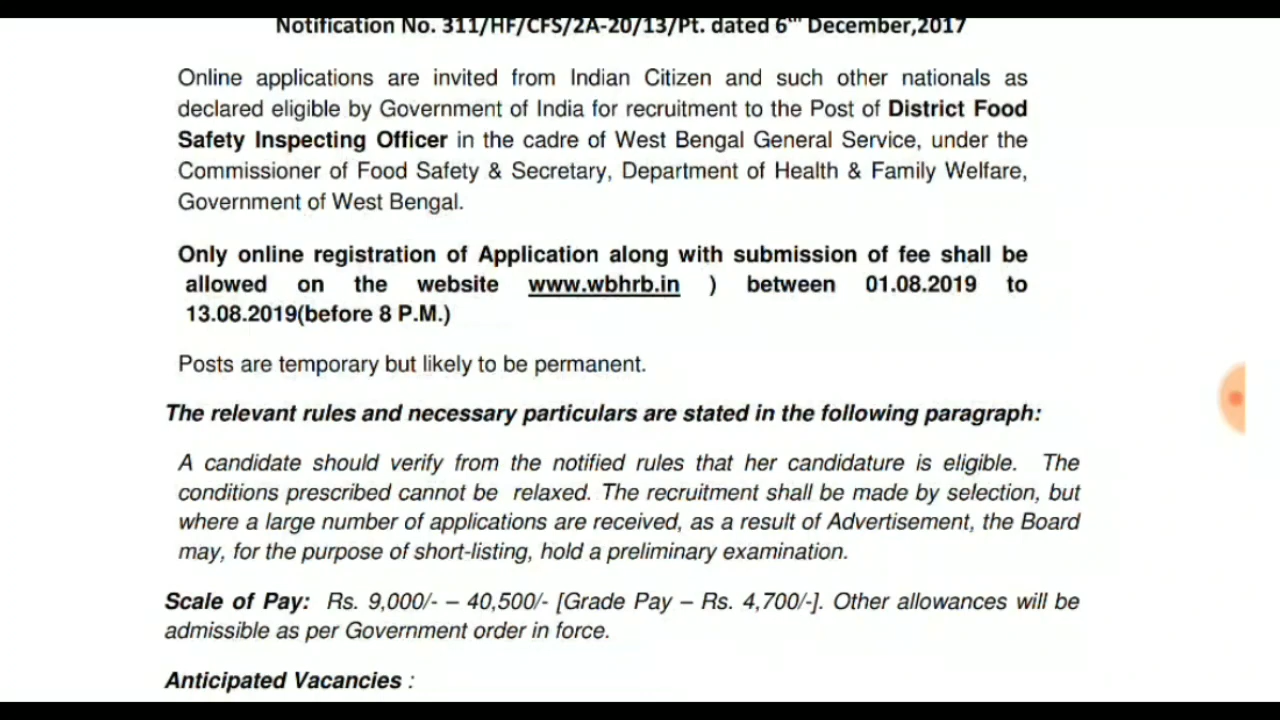 Notification No. 311/HF/CFS/2A-20/13/Pt. dated 6th December,2017
Online applications are invited from Indian Citizen and such other nationals as
declared eligible by Government of India for recruitment to the Post of District Food
Safety Inspecting Officer in the cadre of West Bengal General Service, under the
Commissioner of Food Safety & Secretary, Department of Health & Family Welfare,
Government of West Bengal.
Only online registration of Application along with submission of fee shall be
allowed on the website www.wbhrb.in ) between 01.08.2019 to
13.08.2019(before 8 P.M.)
Posts are temporary but likely to be permanent.
The relevant rules and necessary particulars are stated in the following paragraph:
A candidate should verify from the notified rules that her candidature is eligible. The
conditions prescribed cannot be relaxed. The recruitment shall be made by selection, but
where a large number of applications are received, as a result of Advertisement, the Board
may, for the purpose of short-listing, hold a preliminary examination.
Scale of Pay: Rs. 9,000/- – 40,500/- [Grade Pay – Rs. 4,700/-]. Other allowances will be
admissible as per Government order in force.
Anticipated Vacancies :